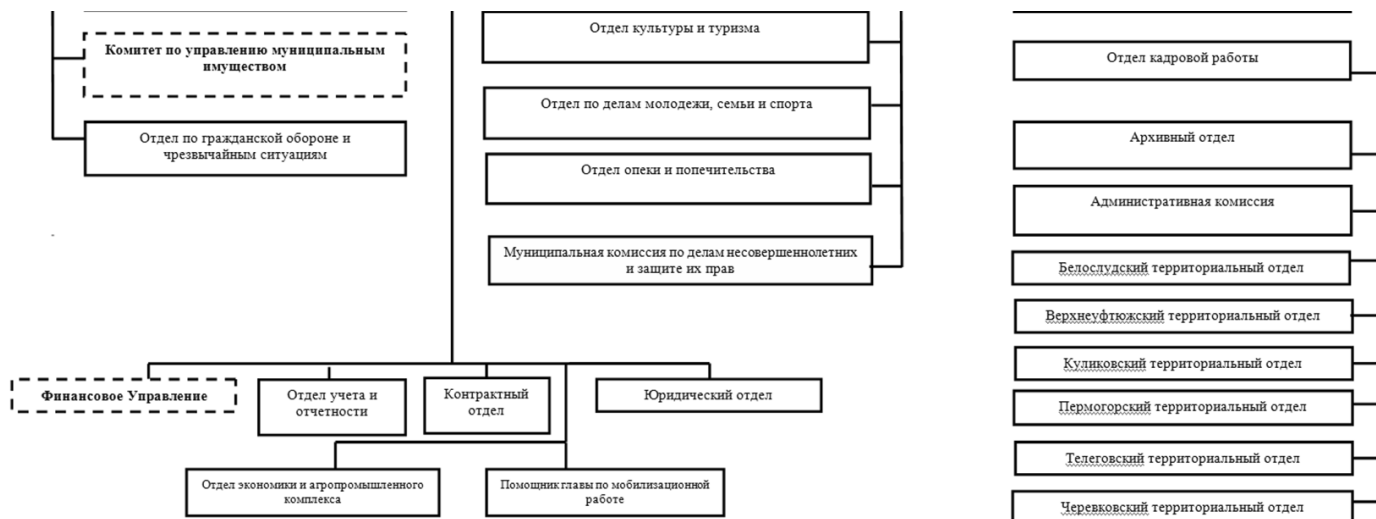 Комитет по управлению муниципальным
имуществом
Отдел по гражданской обороне и
чрезвычайным ситуациям
Отдел культуры и туризма
Отдел по делам молодежи, семьи и спорта
Отдел опеки и попечительства
Муниципальная комиссия по делам несовершеннолетних
и защите их прав
Отдел кадровой работы
Архивный отдел
Административная комиссия
Белослудский территориальный отдел
Верхнеуфтюжский территориальный отдел
Куликовский территориальный отдел
Пермогорский территориальный отдел
Телеговский территориальный отдел
Черевковский территориальный отдел
Финансовое Управление
Отдел учета и
отчетности
Контрактный
отдел
Юридический отдел
Отдел экономики и агропромышленного
комплекса
Помощник главы по мобилизационной
работе